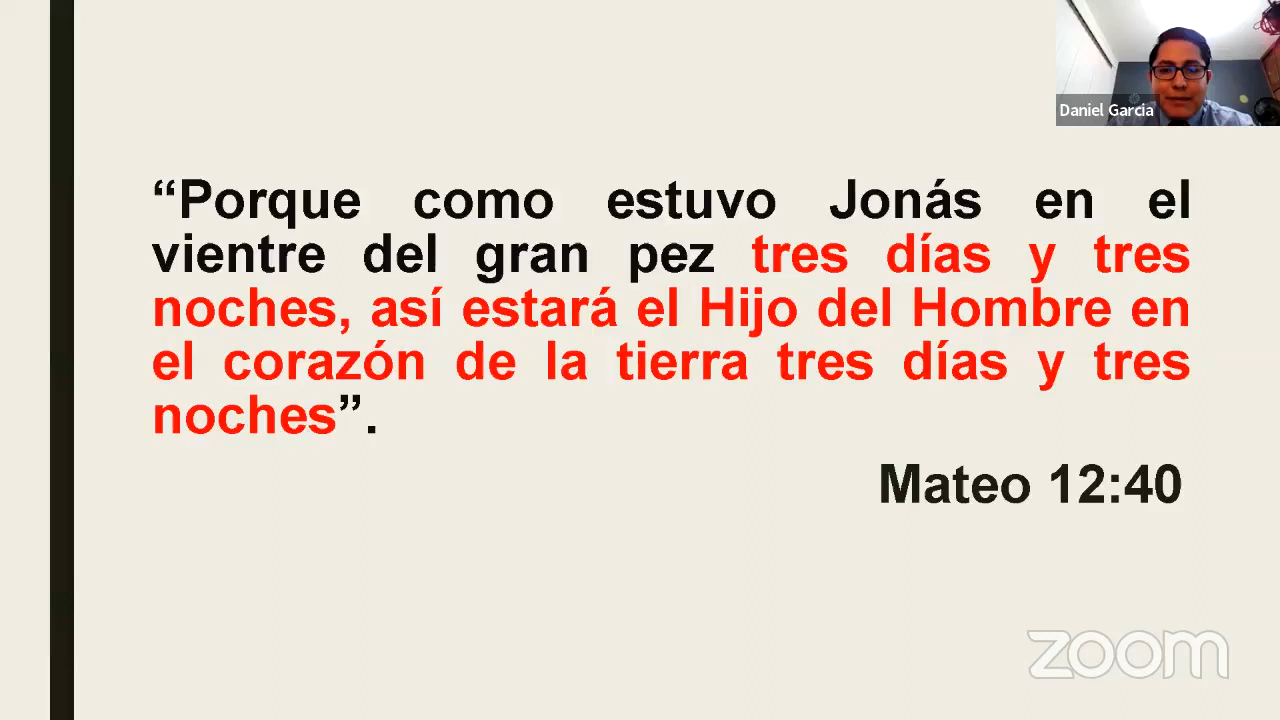 Daniel Garcia
“Porque como estuvo Jonás en el
vientre del gran pez tres días y tres
noches, así estará el Hijo del Hombre en
el corazón de la tierra tres días y tres
noches”.
Mateo 12:40
zoom